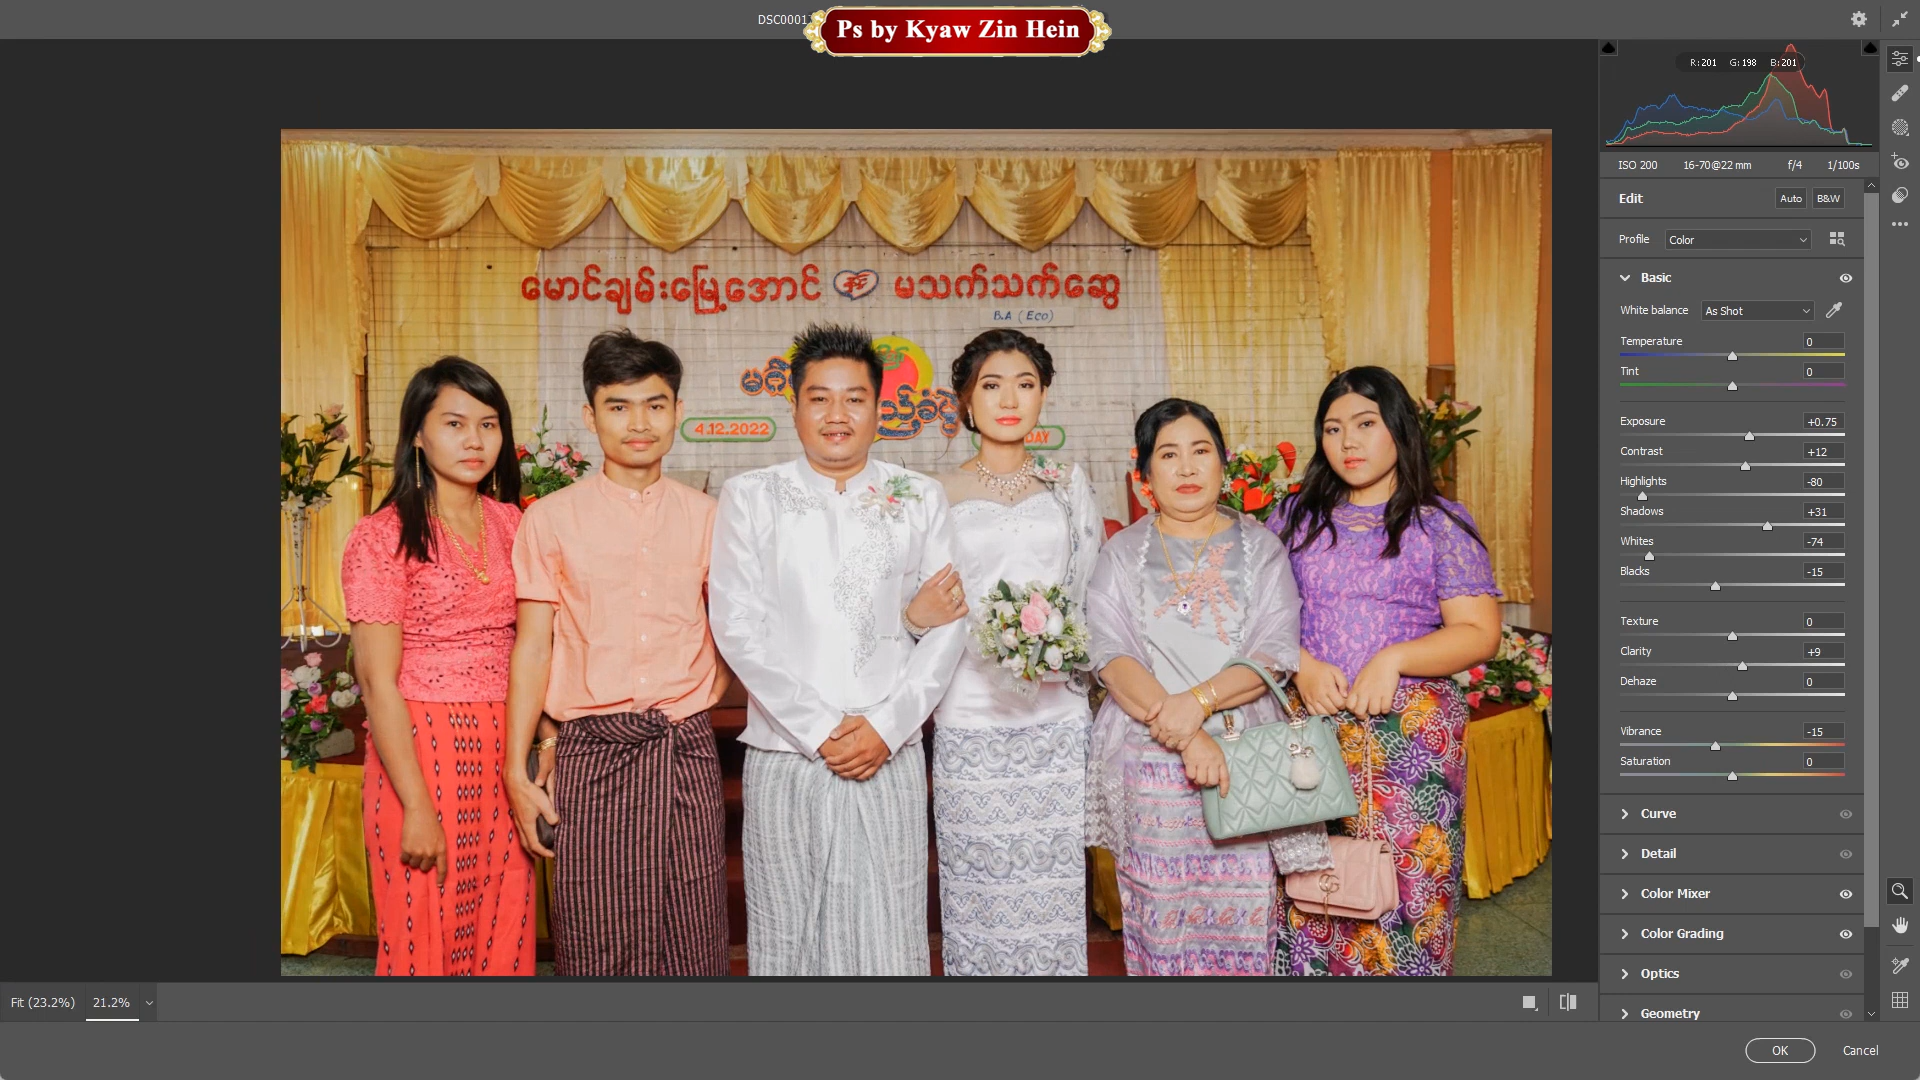 DSC0001
Ps by Kyaw Zin Hein
R:201 G:198 B:201
ISO 200 16-70@22 mm f/4 1/100s
Edit Auto B&W
Profile Color
Basic
White balance As Shot
Temperature 0
Tint 0
Exposure +0.75
Contrast +12
Highlights -80
Shadows +31
Whites -74
Blacks -15
Texture 0
Clarity +9
Dehaze 0
Vibrance -15
Saturation 0
Curve
Detail
Color Mixer
Color Grading
Optics
Geometry
မောင်ချမ်းမြေ့အောင် မသက်သက်ဆွေ
B.A (Eco)
4.12.2022
DAY
Fit (23.2%) 21.2%
OK Cancel